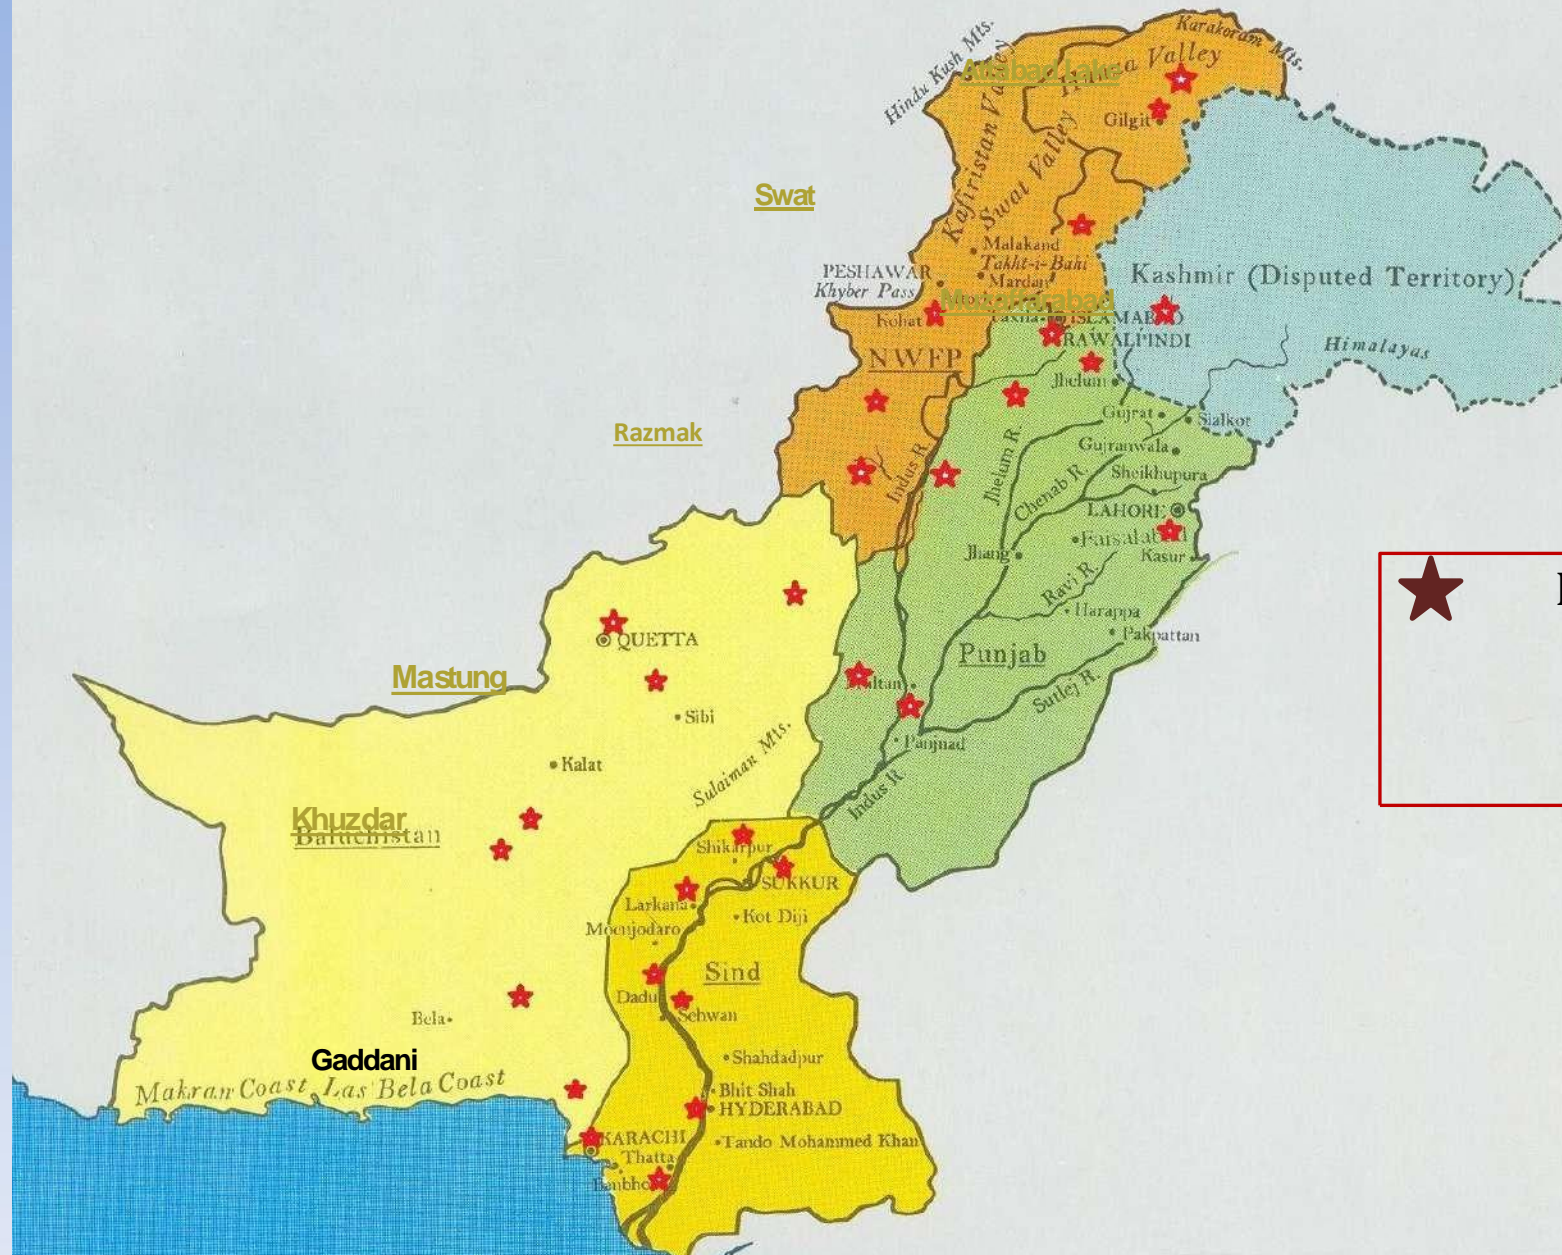 Karakoram Mts.
Hindu Kush Mts.
Valley
Attabad Lake
Kafiristan Valley
Gilgit
Swat Valley
Swat
Malakand
Takht-i-Bahi
PESHAWAR
Mardan
Khyber Pass
Kashmir (Disputed Territory)
Muzaffarabad
Kohat
ISLAMABAD
RAWALPINDI
Himalayas
NWFP
Jhelum
Gujrat
Sialkot
Razmak
Jhelum R.
Gujranwala
Indus R.
Chenab R.
Sheikhupura
LAHORE
Faisalabad
Jhang
Kasur
Ravi R.
Harappa
Pakpattan
QUETTA
Punjab
Mastung
Multan
Sutlej R.
Sibi
Panjnad
Kalat
Sulaiman Mts.
Indus R
Khuzdar
Baluchistan
Shikarpur
SUKKUR
Larkana
Kot Diji
Moenjodaro
Sind
Dadu
Sehwan
Bela
Gaddani
Shahdadpur
Makran Coast, Las Bela Coast
Bhit Shah
HYDERABAD
KARACHI
Tando Mohammed Khan
Thatta